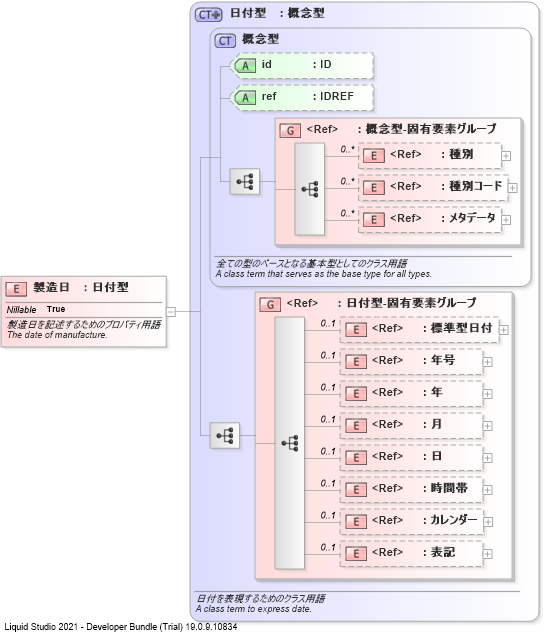 CT 日付型 : 概念型
CT 概念型
A id : ID
A ref : IDREF
G <Ref> : 概念型-固有要素グループ
0..*
E <Ref> : 種別
0..*
E <Ref> : 種別コード
0..*
E <Ref> : メタデータ
全ての型のベースとなる基本型としてのクラス用語
A class term that serves as the base type for all types.
E 製造日 : 日付型
Nillable True
製造日を記述するためのプロパティ用語
The date of manufacture.
G <Ref> : 日付型-固有要素グループ
0..1
E <Ref> : 標準型日付
0..1
E <Ref> : 年号
0..1
E <Ref> : 年
0..1
E <Ref> : 月
0..1
E <Ref> : 日
0..1
E <Ref> : 時間帯
0..1
E <Ref> : カレンダー
0..1
E <Ref> : 表記
日付を表現するためのクラス用語
A class term to express date.
Liquid Studio 2021 - Developer Bundle (Trial) 19.0.9.10834